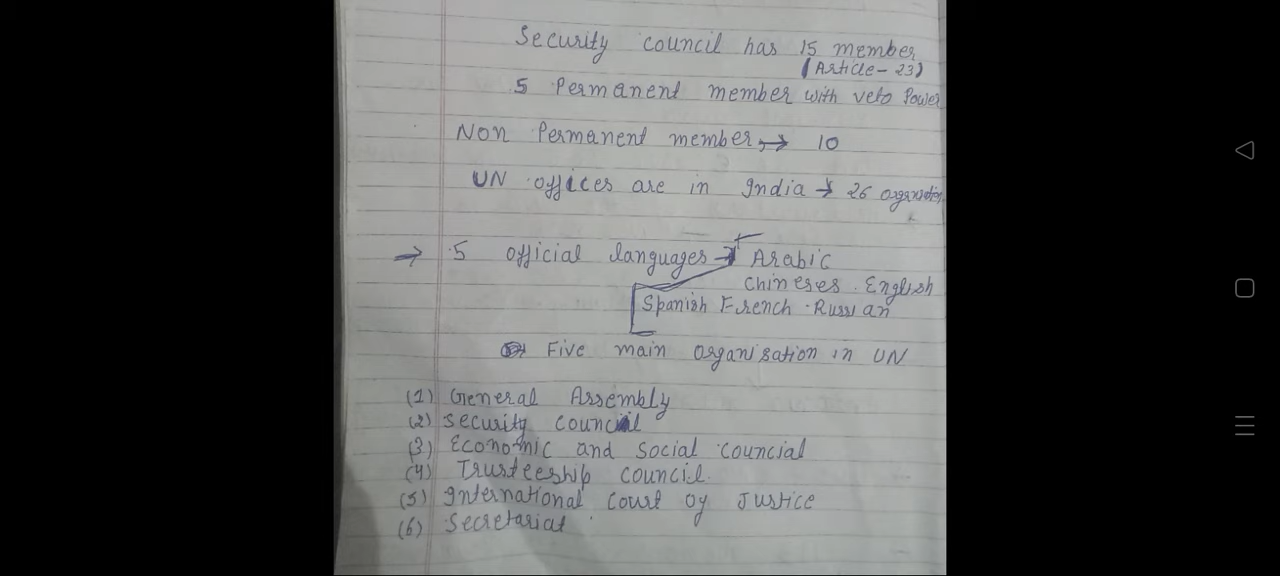 Security council has 15 member
(Article - 23)
5 Permanent member with veto Power
Non Permanent member → 10
UN offices are in India → 26 organisation
→ 5 official languages → Arabic
Chineses . English
Spanish French . Russian
Five main organisation in UN
(1) General Assembly
(2) Security council
(3) Economic and Social Councial
(4) Trusteeship council.
(5) International Court of Justice
(6) Secretariat